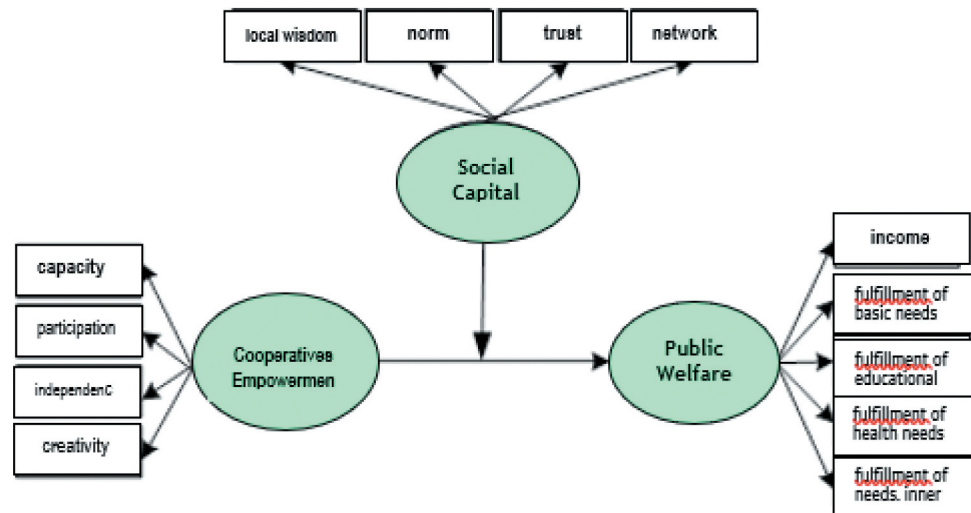 local wisdom
norm
trust
network
Social
Capital
capacity
participation
independenc
creativity
Cooperatives
Empowermen
Public
Welfare
income
fulfillment of
basic needs
fulfillment of
educational
fulfillment of
health needs
fulfillment of
needs. inner